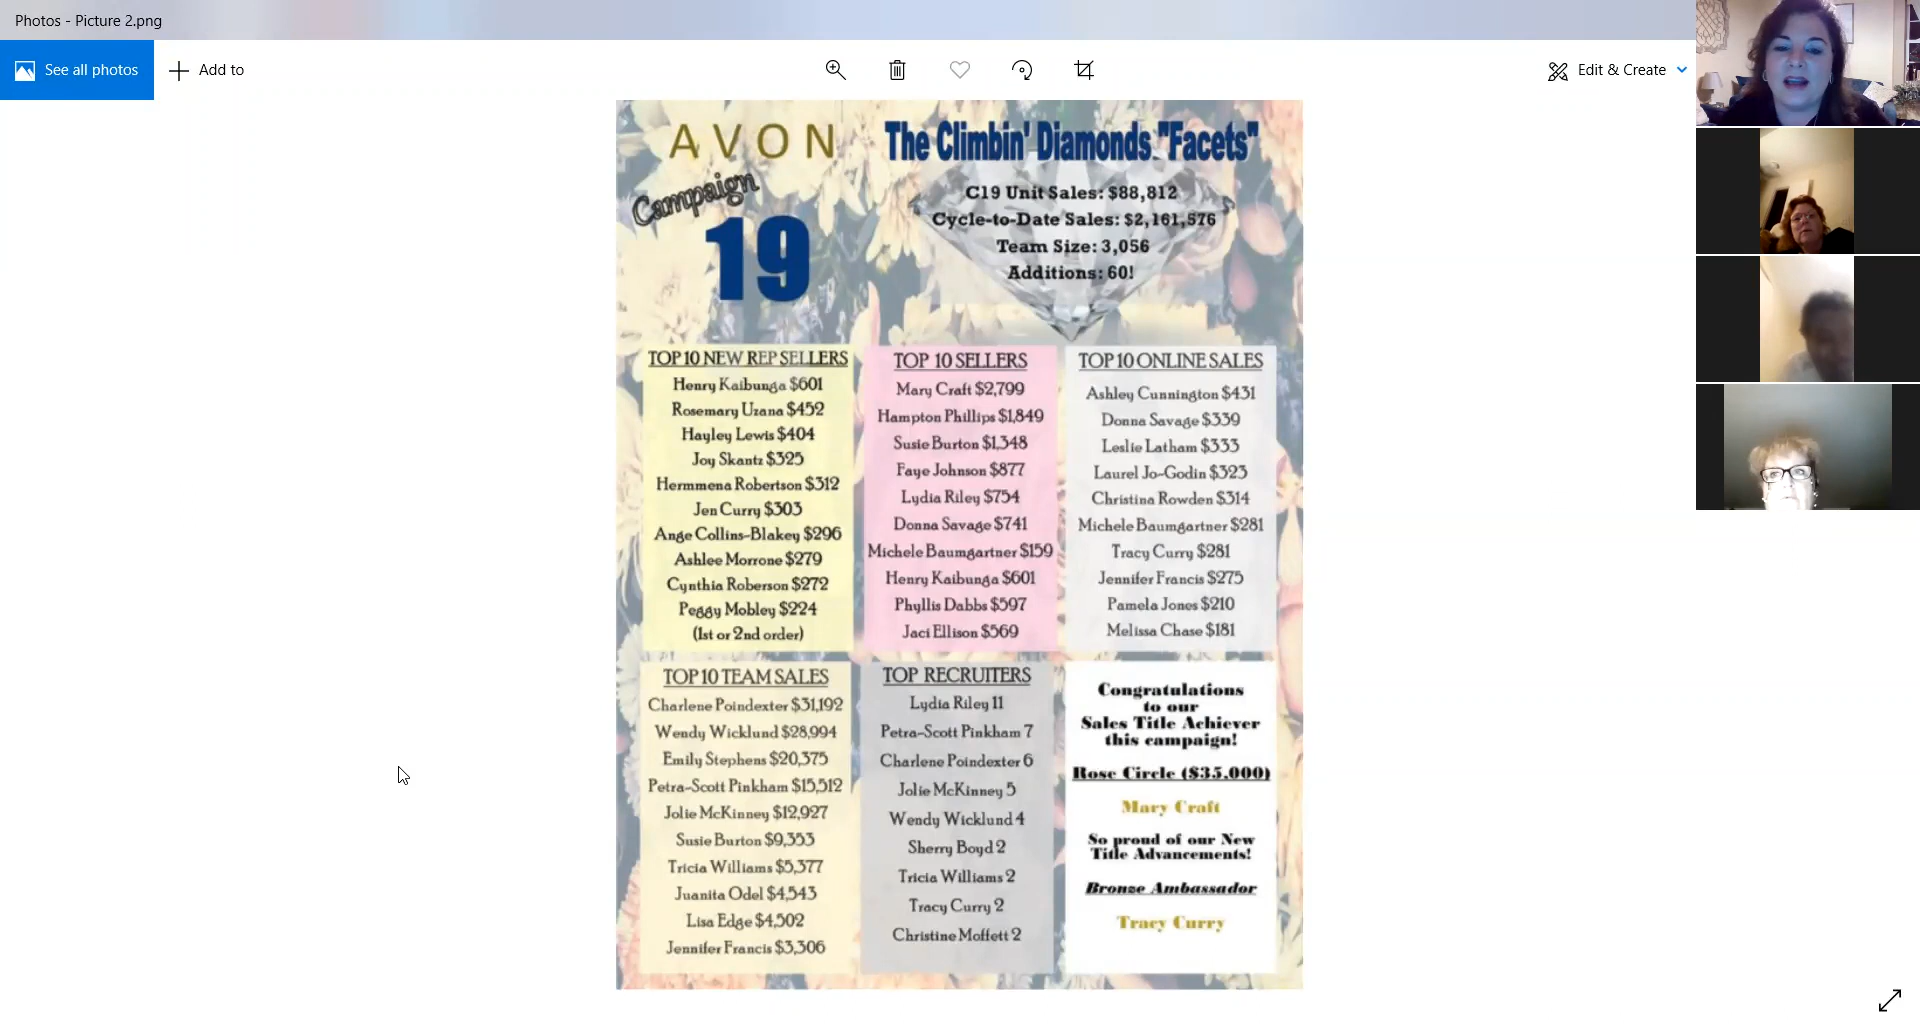 Photos - Picture 2.png
See all photos
Add to
Edit & Create
AVON
The Climbin' Diamonds "Facets"
Campaign
19
C19 Unit Sales: $88,812
Cycle-to-Date Sales: $2,161,576
Team Size: 3,056
Additions: 60!
TOP 10 NEW REP SELLERS
Henry Kaibunga $601
Rosemary Uzana $452
Hayley Lewis $404
Joy Skantz $325
Hermmena Robertson $312
Jen Curry $303
Ange Collins-Blakey $296
Ashlee Morrone $279
Cynthia Roberson $272
Peggy Mobley $224
(1st or 2nd order)
TOP 10 SELLERS
Mary Craft $2,799
Hampton Phillips $1,849
Susie Burton $1,348
Faye Johnson $877
Lydia Riley $754
Donna Savage $741
Michele Baumgartner $159
Henry Kaibunga $601
Phyllis Dabbs $597
Jaci Ellison $569
TOP 10 ONLINE SALES
Ashley Cunnington $431
Donna Savage $339
Leslie Latham $333
Laurel Jo-Godin $323
Christina Rowden $314
Michele Baumgartner $281
Tracy Curry $281
Jennifer Francis $275
Pamela Jones $210
Melissa Chase $181
TOP 10 TEAM SALES
Charlene Poindexter $31,192
Wendy Wicklund $28,994
Emily Stephens $20,375
Petra-Scott Pinkham $15,512
Jolie McKinney $12,927
Susie Burton $9,353
Tricia Williams $5,377
Juanita Odel $4,543
Lisa Edge $4,502
Jennifer Francis $3,306
TOP RECRUITERS
Lydia Riley 11
Petra-Scott Pinkham 7
Charlene Poindexter 6
Jolie McKinney 5
Wendy Wicklund 4
Sherry Boyd 2
Tricia Williams 2
Tracy Curry 2
Christine Moffett 2
Congratulations
to our
Sales Title Achiever
this campaign!
Rose Circle ($35,000)
Mary Craft
So proud of our New
Title Advancements!
Bronze Ambassador
Tracy Curry